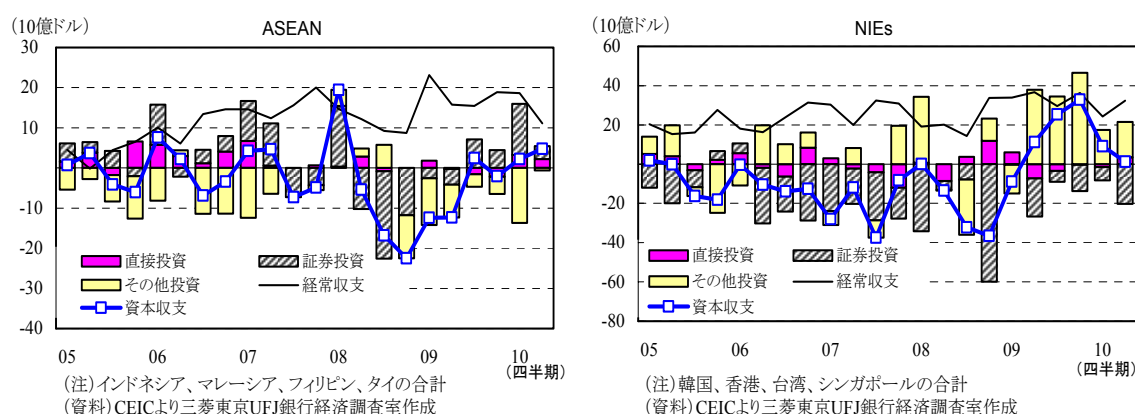 (10億ドル)
ASEAN
30
20
10
0
-10
-20
-30
-40
直接投資
証券投資
その他投資
経常収支
資本収支
05 06 07 08 09 10
(四半期)
(注)インドネシア、マレーシア、フィリピン、タイの合計
(資料)CEICより三菱東京UFJ銀行経済調査室作成
(10億ドル)
NIEs
60
40
20
0
-20
-40
-60
-80
直接投資
証券投資
その他投資
経常収支
資本収支
05 06 07 08 09 10
(四半期)
(注)韓国、香港、台湾、シンガポールの合計
(資料)CEICより三菱東京UFJ銀行経済調査室作成